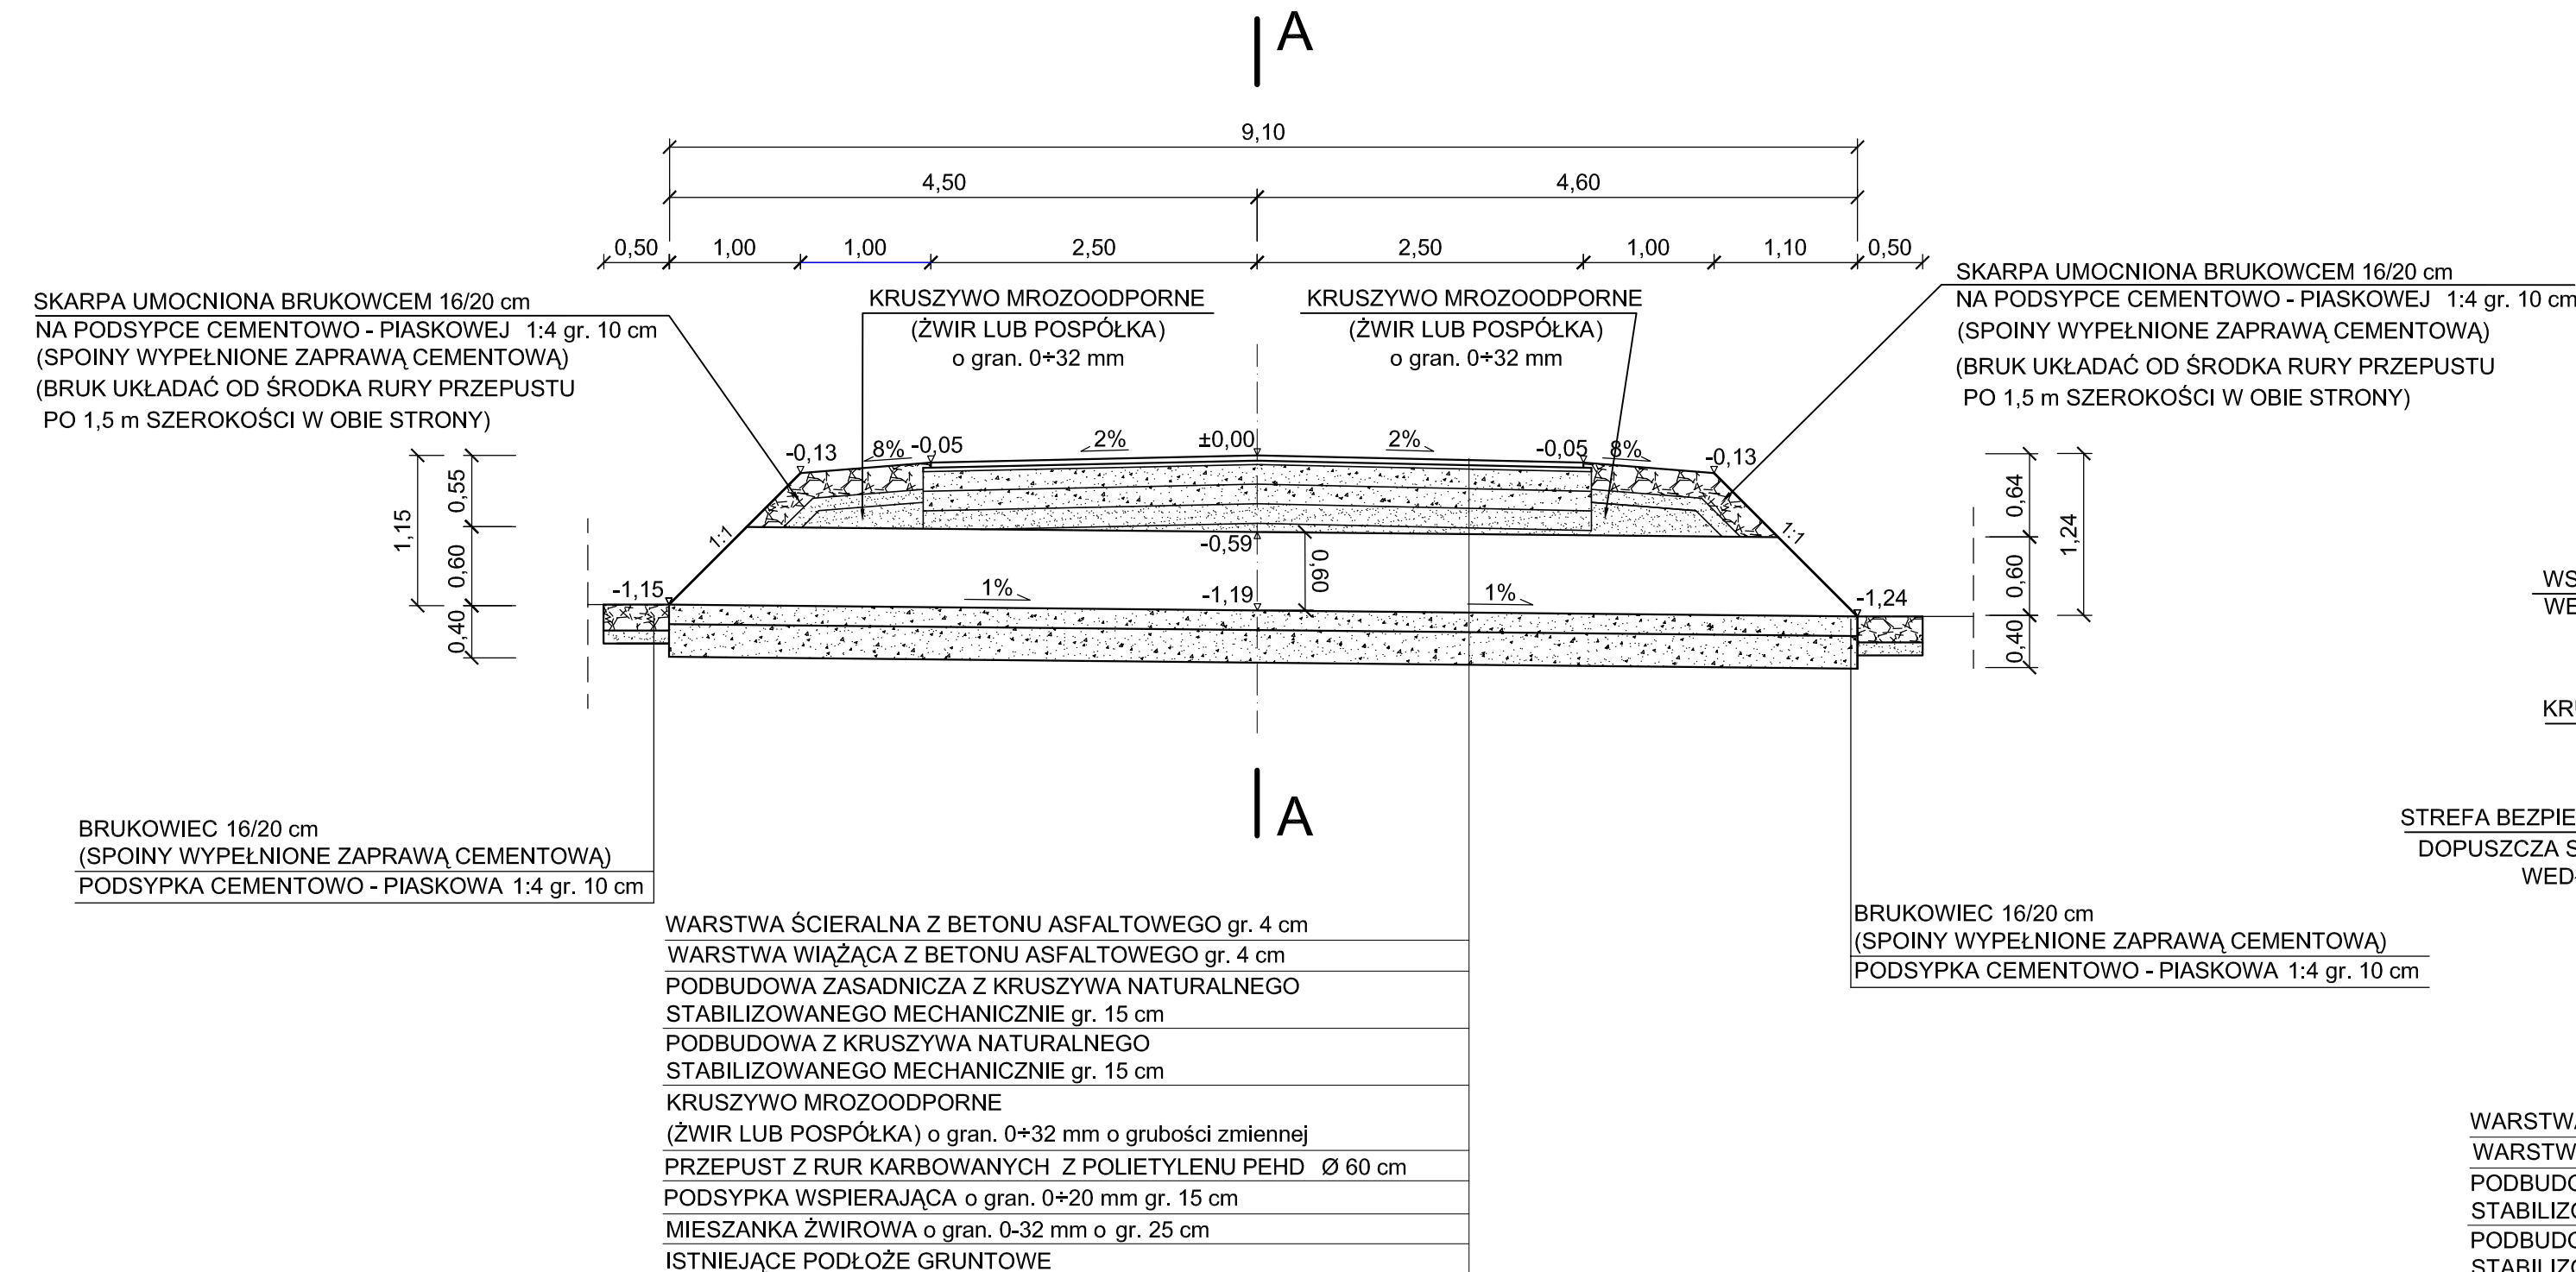 A
9,10
4,50 4,60
0,50 1,00 1,00 2,50 2,50 1,00 1,10 0,50
SKARPA UMOCNIONA BRUKOWCEM 16/20 cm
NA PODSYPCE CEMENTOWO - PIASKOWEJ 1:4 gr. 10 cm
(SPOINY WYPEŁNIONE ZAPRAWĄ CEMENTOWĄ)
(BRUK UKŁADAĆ OD ŚRODKA RURY PRZEPUSTU
PO 1,5 m SZEROKOŚCI W OBIE STRONY)
KRUSZYWO MROZOODPORNE
(ŻWIR LUB POSPÓŁKA)
o gran. 0÷32 mm
KRUSZYWO MROZOODPORNE
(ŻWIR LUB POSPÓŁKA)
o gran. 0÷32 mm
SKARPA UMOCNIONA BRUKOWCEM 16/20 cm
NA PODSYPCE CEMENTOWO - PIASKOWEJ 1:4 gr. 10 cm
(SPOINY WYPEŁNIONE ZAPRAWĄ CEMENTOWĄ)
(BRUK UKŁADAĆ OD ŚRODKA RURY PRZEPUSTU
PO 1,5 m SZEROKOŚCI W OBIE STRONY)
-0,13 8% -0,05 2% ±0,00 2% -0,05 8% -0,13
1,15
0,55
0,60
0,40
1:1
1:1
0,64
0,60
0,40
1,24
-0,59
0,60
-1,15 1% -1,19 1% -1,24
WS
WE
KRU
A
STREFA BEZPIE
DOPUSZCZA S
WED
BRUKOWIEC 16/20 cm
(SPOINY WYPEŁNIONE ZAPRAWĄ CEMENTOWĄ)
PODSYPKA CEMENTOWO - PIASKOWA 1:4 gr. 10 cm
BRUKOWIEC 16/20 cm
(SPOINY WYPEŁNIONE ZAPRAWĄ CEMENTOWĄ)
PODSYPKA CEMENTOWO - PIASKOWA 1:4 gr. 10 cm
WARSTWA ŚCIERALNA Z BETONU ASFALTOWEGO gr. 4 cm
WARSTWA WIĄŻĄCA Z BETONU ASFALTOWEGO gr. 4 cm
PODBUDOWA ZASADNICZA Z KRUSZYWA NATURALNEGO
STABILIZOWANEGO MECHANICZNIE gr. 15 cm
PODBUDOWA Z KRUSZYWA NATURALNEGO
STABILIZOWANEGO MECHANICZNIE gr. 15 cm
KRUSZYWO MROZOODPORNE
(ŻWIR LUB POSPÓŁKA) o gran. 0÷32 mm o grubości zmiennej
PRZEPUST Z RUR KARBOWANYCH Z POLIETYLENU PEHD Ø 60 cm
PODSYPKA WSPIERAJĄCA o gran. 0÷20 mm gr. 15 cm
MIESZANKA ŻWIROWA o gran. 0-32 mm o gr. 25 cm
ISTNIEJĄCE PODŁOŻE GRUNTOWE
WARSTWA
WARSTW
PODBUDO
STABILIZO
PODBUDO
STABILIZO